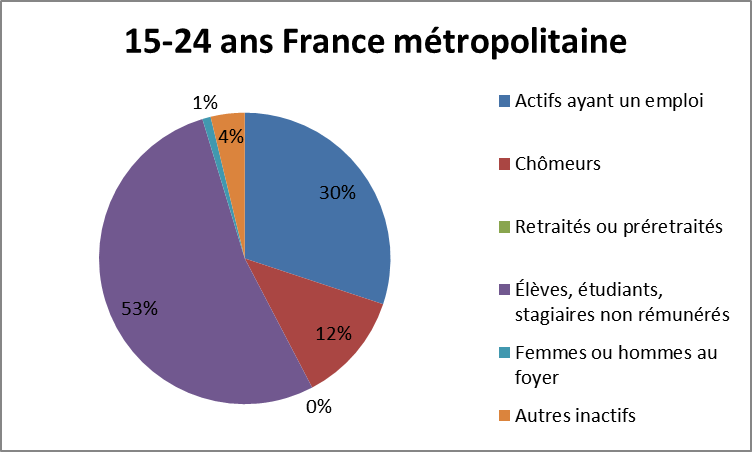 15-24 ans France métropolitaine
1%
4%
30%
53%
12%
0%
Actifs ayant un emploi
Chômeurs
Retraités ou préretraités
Élèves, étudiants,
stagiaires non rémunérés
Femmes ou hommes au
foyer
Autres inactifs